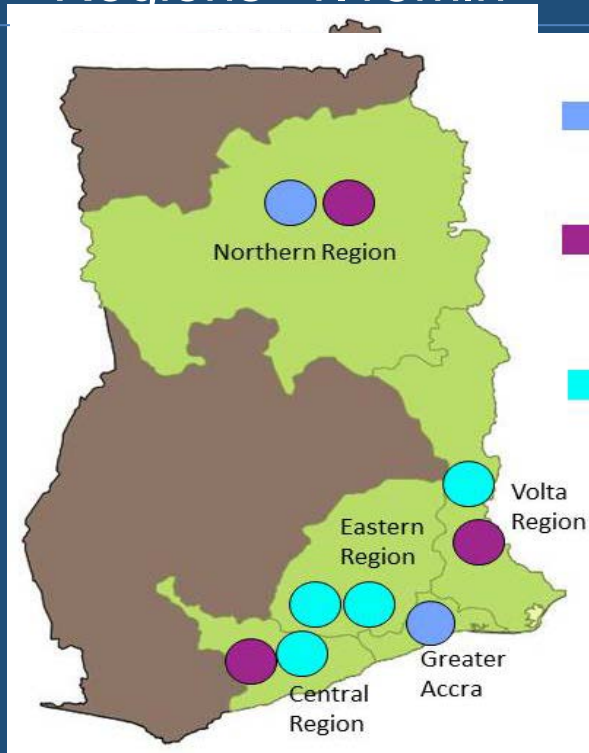 Northern Region
Volta
Region
Eastern
Region
Greater
Accra
Central
Region